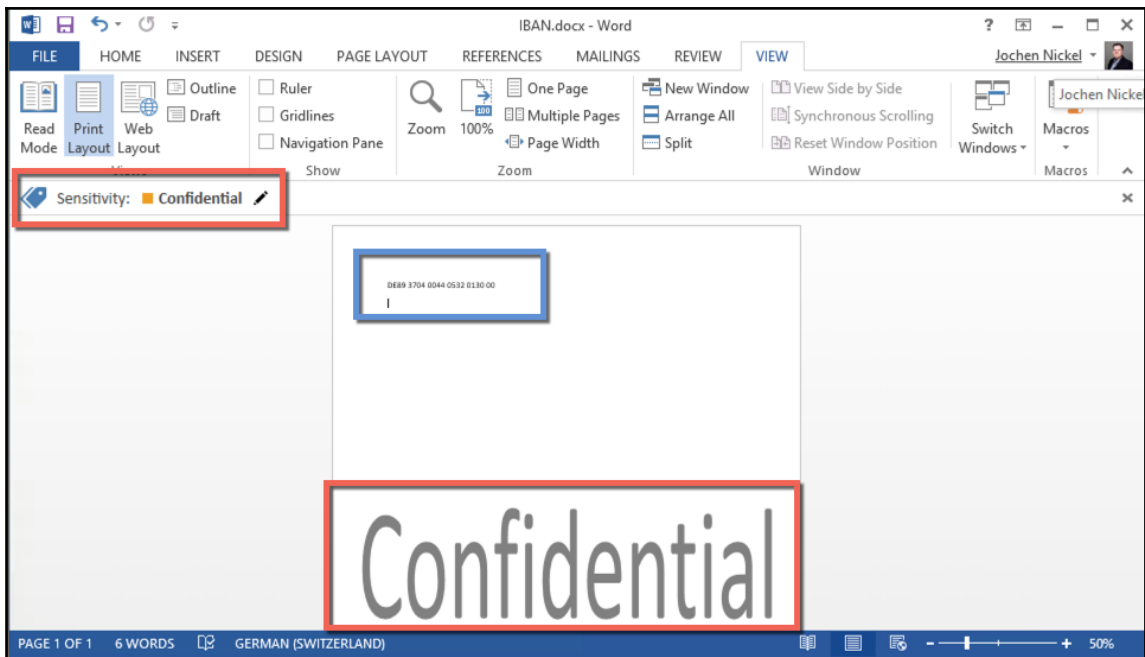 IBAN.docx - Word
FILE HOME INSERT DESIGN PAGE LAYOUT REFERENCES MAILINGS REVIEW VIEW Jochen Nickel
Read Mode
Print Layout
Web Layout
Outline
Draft
Ruler
Gridlines
Navigation Pane
Show
Zoom
100%
One Page
Multiple Pages
Page Width
Zoom
New Window
Arrange All
Split
View Side by Side
Synchronous Scrolling
Reset Window Position
Switch Windows
Window
Macros
Macros
Jochen Nickel
Sensitivity: Confidential
DE89 3704 0044 0532 0130 00
Confidential
PAGE 1 OF 1 6 WORDS GERMAN (SWITZERLAND) 50%